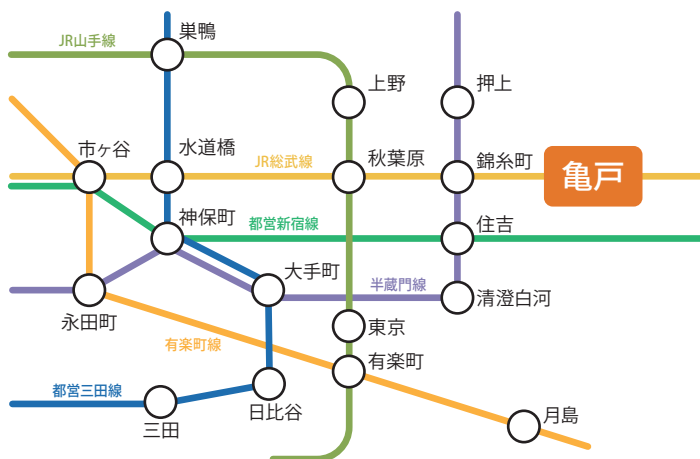 巣鴨
JR山手線
上野
押上
市ヶ谷
水道橋
JR総武線
秋葉原
錦糸町
亀戸
神保町
都営新宿線
住吉
大手町
半蔵門線
清澄白河
永田町
東京
有楽町線
有楽町
都営三田線
日比谷
三田
月島